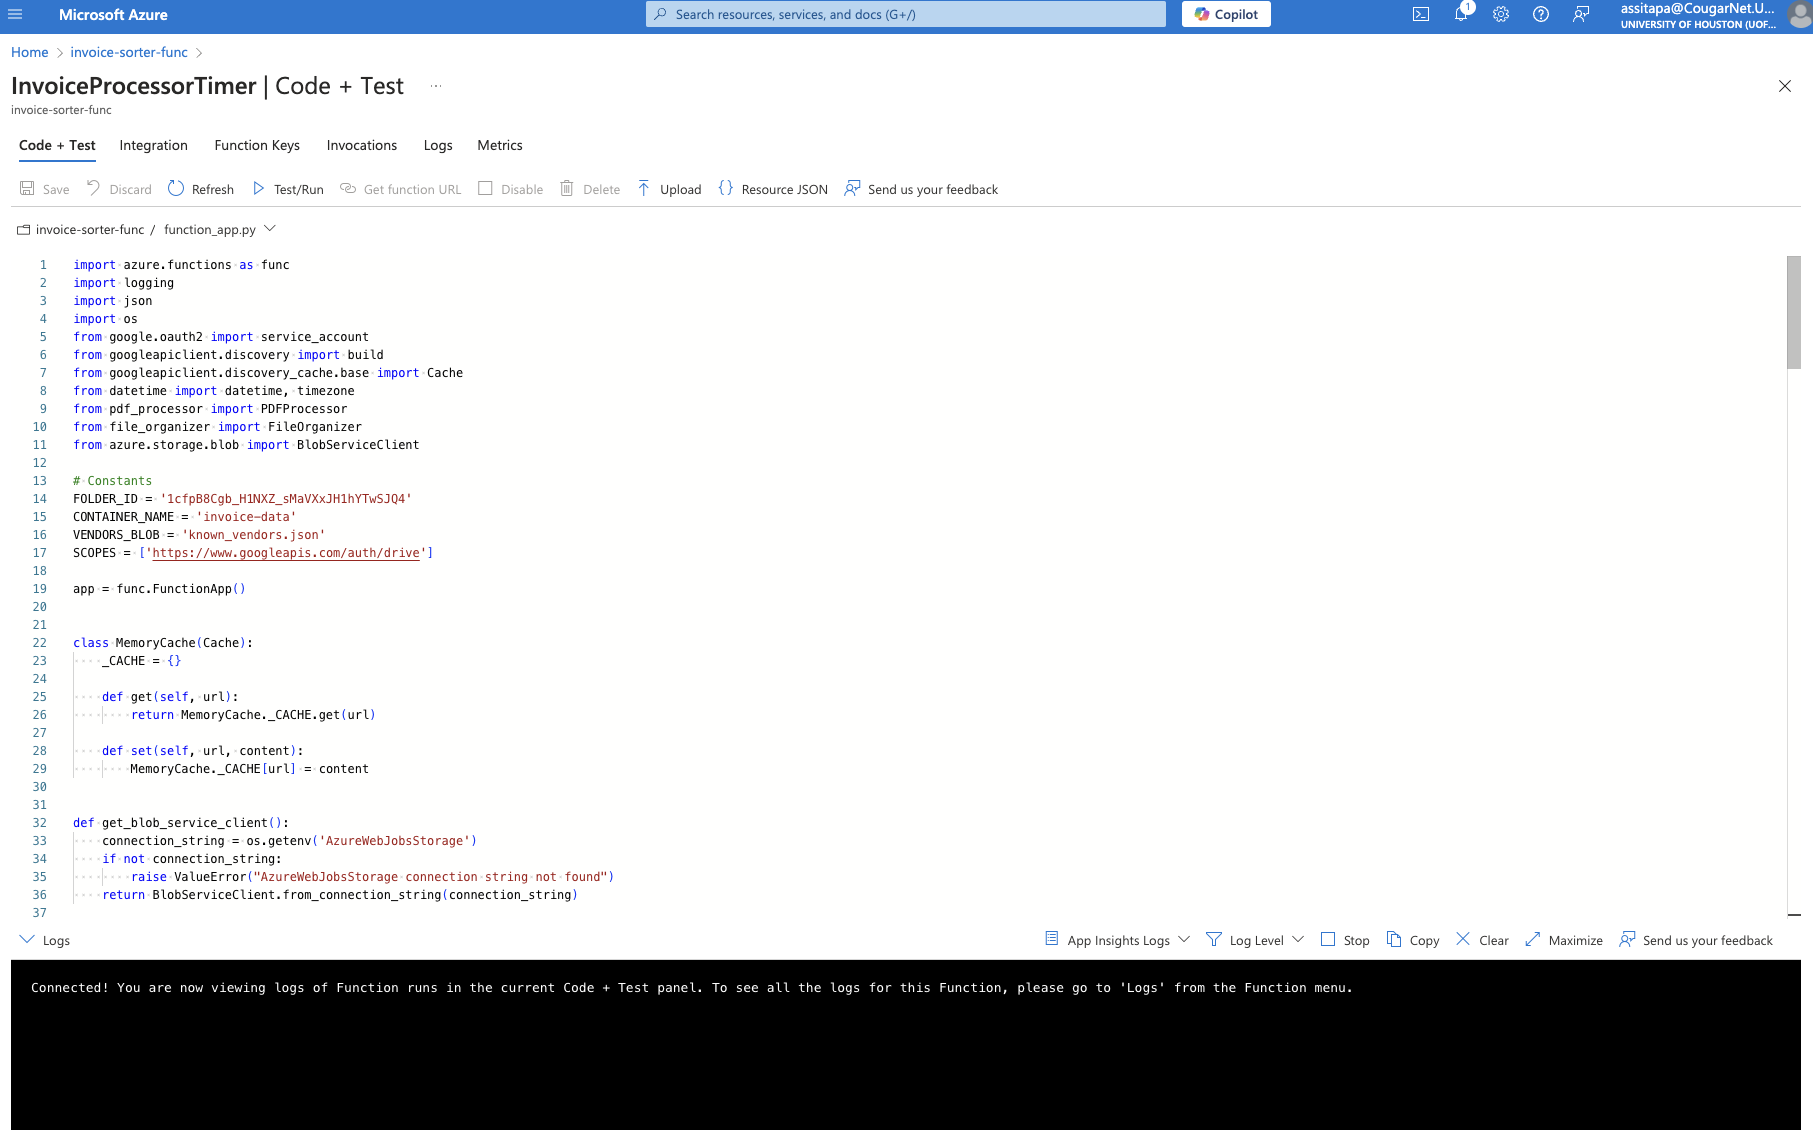 Microsoft Azure
Search resources, services, and docs (G+/)
Copilot
1
assitapa@CougarNet.U...
UNIVERSITY OF HOUSTON (UOF...
Home > invoice-sorter-func >
InvoiceProcessorTimer | Code + Test ...
invoice-sorter-func
Code + Test Integration Function Keys Invocations Logs Metrics
Save Discard Refresh Test/Run Get function URL Disable Delete Upload {} Resource JSON Send us your feedback
invoice-sorter-func / function_app.py
1 import azure.functions as func
2 import logging
3 import json
4 import os
5 from google.oauth2 import service_account
6 from googleapiclient.discovery import build
7 from googleapiclient.discovery_cache.base import Cache
8 from datetime import datetime, timezone
9 from pdf_processor import PDFProcessor
10 from file_organizer import FileOrganizer
11 from azure.storage.blob import BlobServiceClient
12
13 # Constants
14 FOLDER_ID = '1cfpB8Cgb_H1NXZ_sMaVXxJH1hYTwSJQ4'
15 CONTAINER_NAME = 'invoice-data'
16 VENDORS_BLOB = 'known_vendors.json'
17 SCOPES = ['https://www.googleapis.com/auth/drive']
18
19 app = func.FunctionApp()
20
21
22 class MemoryCache(Cache):
23     _CACHE = {}
24
25     def get(self, url):
26         return MemoryCache._CACHE.get(url)
27
28     def set(self, url, content):
29         MemoryCache._CACHE[url] = content
30
31
32 def get_blob_service_client():
33     connection_string = os.getenv('AzureWebJobsStorage')
34     if not connection_string:
35         raise ValueError("AzureWebJobsStorage connection string not found")
36     return BlobServiceClient.from_connection_string(connection_string)
37
Logs App Insights Logs Log Level Stop Copy Clear Maximize Send us your feedback
Connected! You are now viewing logs of Function runs in the current Code + Test panel. To see all the logs for this Function, please go to 'Logs' from the Function menu.